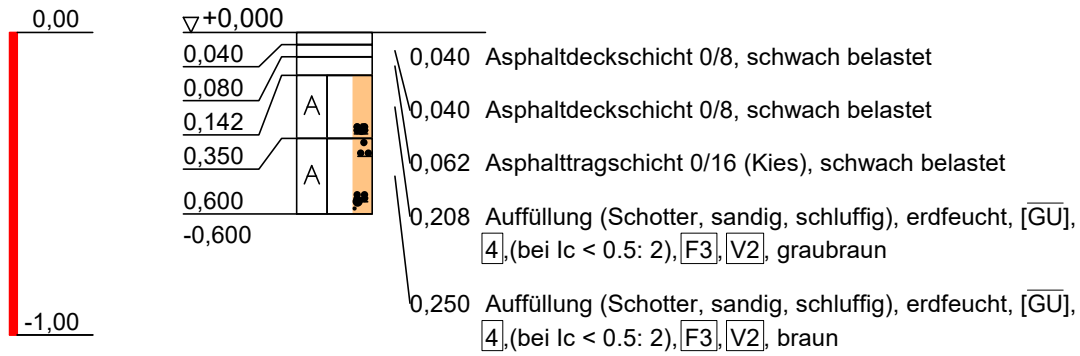 0,00
-1,00
+0,000
0,040
0,080
0,142
0,350
0,600
-0,600
A
A
0,040 Asphaltdeckschicht 0/8, schwach belastet
0,040 Asphaltdeckschicht 0/8, schwach belastet
0,062 Asphalttragschicht 0/16 (Kies), schwach belastet
0,208 Auffüllung (Schotter, sandig, schluffig), erdfeucht, [G̅U̅],
4,(bei Ic < 0.5: 2), F3, V2, graubraun
0,250 Auffüllung (Schotter, sandig, schluffig), erdfeucht, [G̅U̅],
4,(bei Ic < 0.5: 2), F3, V2, braun